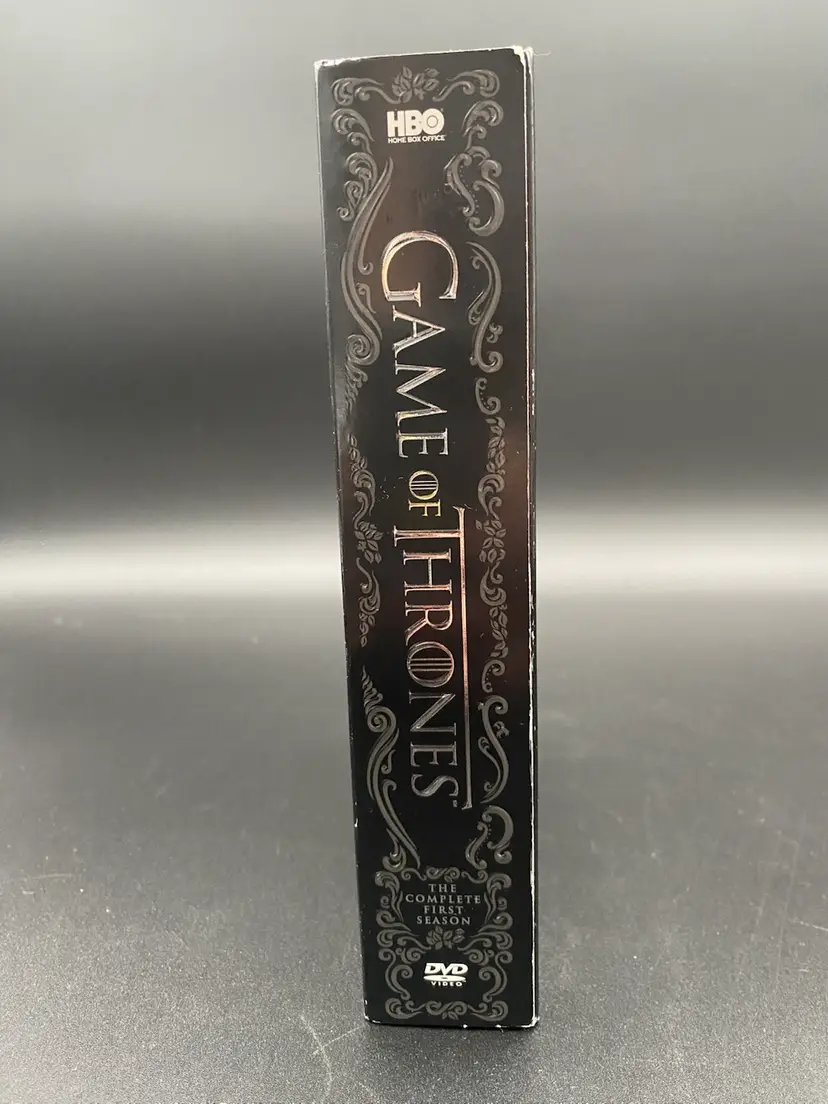 HBO
HOME BOX OFFICE
GAME OF THRONES
THE
COMPLETE
FIRST
SEASON
DVD
VIDEO